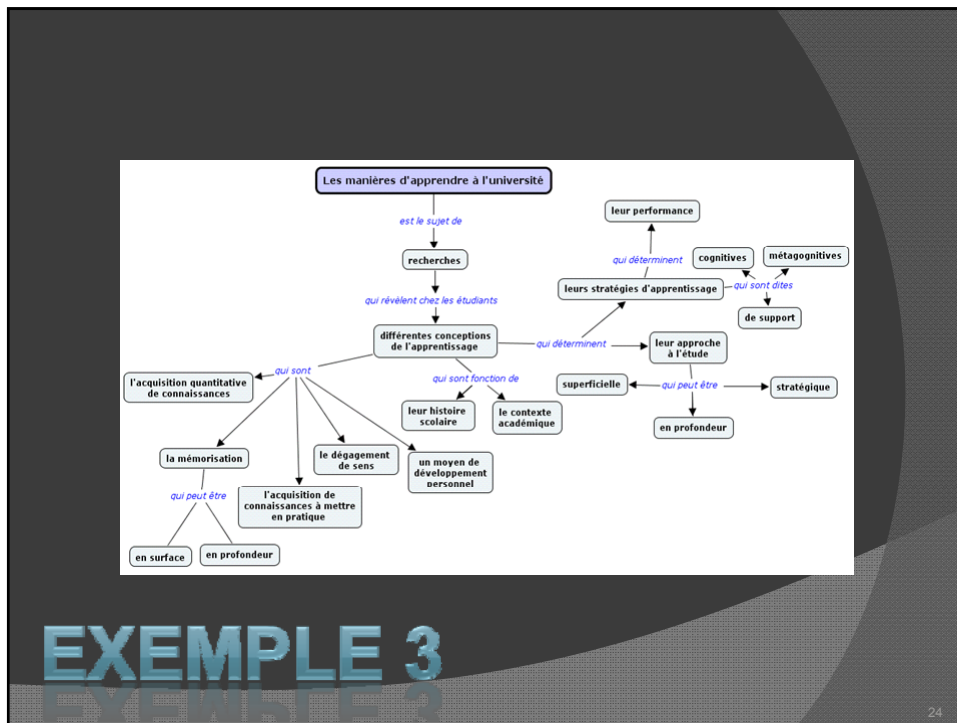 Les manières d'apprendre à l'université
est le sujet de
recherches
qui révèlent chez les étudiants
différentes conceptions
de l'apprentissage
qui sont
l'acquisition quantitative
de connaissances
la mémorisation
qui peut être
en surface
en profondeur
l'acquisition de
connaissances à mettre
en pratique
le dégagement
de sens
un moyen de
développement
personnel
qui sont fonction de
leur histoire
scolaire
le contexte
académique
qui déterminent
leurs stratégies d'apprentissage
qui déterminent
leur performance
qui sont dites
cognitives
métagognitives
de support
leur approche
à l'étude
qui peut être
superficielle
en profondeur
stratégique
EXEMPLE 3
24